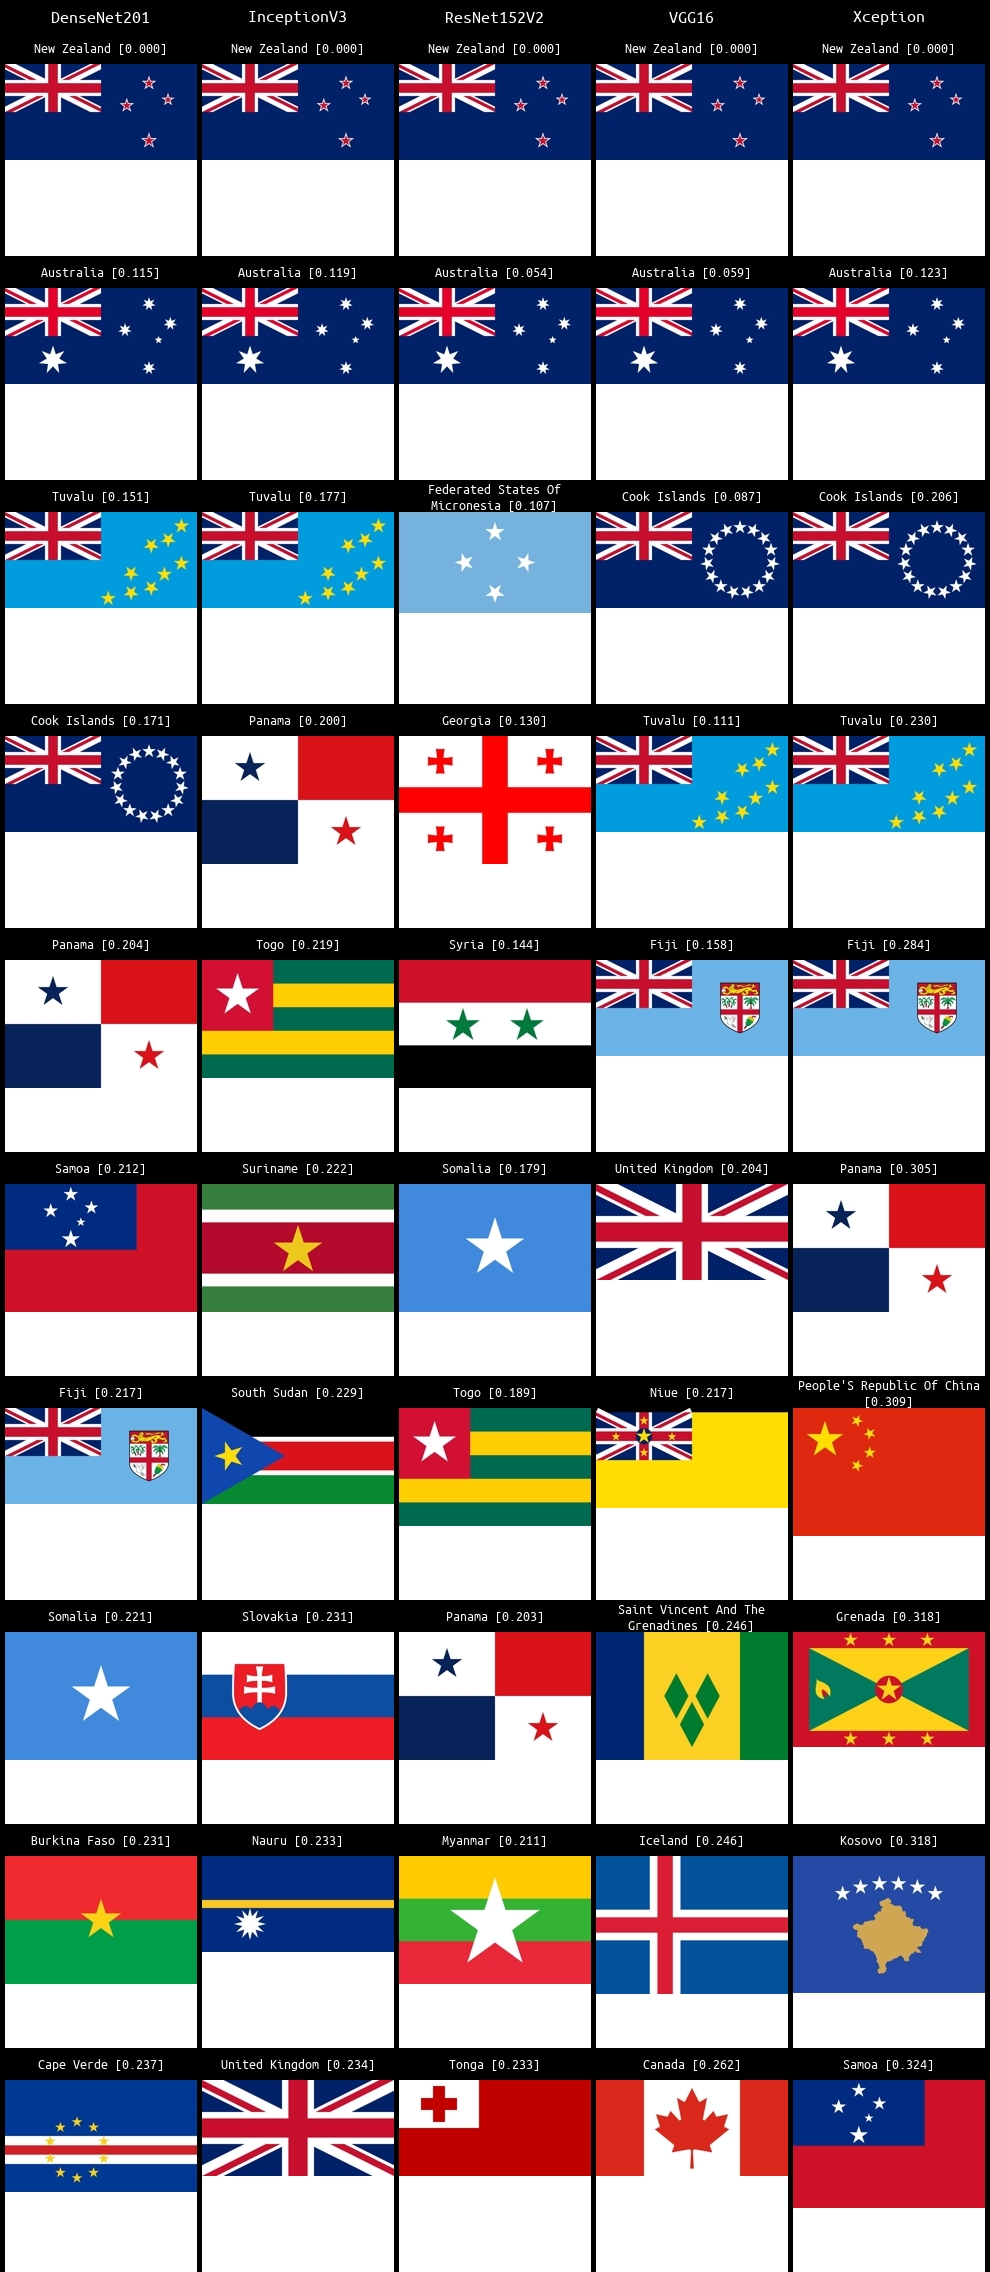 DenseNet201 InceptionV3 ResNet152V2 VGG16 Xception
New Zealand [0.000] New Zealand [0.000] New Zealand [0.000] New Zealand [0.000] New Zealand [0.000]
Australia [0.115] Australia [0.119] Australia [0.054] Australia [0.059] Australia [0.123]
Tuvalu [0.151] Tuvalu [0.177] Federated States Of
Micronesia [0.107] Cook Islands [0.087] Cook Islands [0.206]
Cook Islands [0.171] Panama [0.200] Georgia [0.130] Tuvalu [0.111] Tuvalu [0.230]
Panama [0.204] Togo [0.219] Syria [0.144] Fiji [0.158] Fiji [0.284]
Samoa [0.212] Suriname [0.222] Somalia [0.179] United Kingdom [0.204] Panama [0.305]
Fiji [0.217] South Sudan [0.229] Togo [0.189] Niue [0.217] People'S Republic Of China
[0.309]
Somalia [0.221] Slovakia [0.231] Panama [0.203] Saint Vincent And The
Grenadines [0.246] Grenada [0.318]
Burkina Faso [0.231] Nauru [0.233] Myanmar [0.211] Iceland [0.246] Kosovo [0.318]
Cape Verde [0.237] United Kingdom [0.234] Tonga [0.233] Canada [0.262] Samoa [0.324]